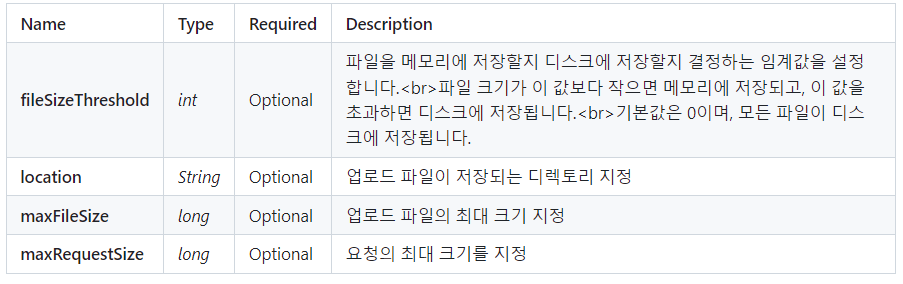 Name Type Required Description
파일을 메모리에 저장할지 디스크에 저장할지 결정하는 임계값을 설정
합니다.<br>파일 크기가 이 값보다 작으면 메모리에 저장되고, 이 값을
fileSizeThreshold int Optional
초과하면 디스크에 저장됩니다.<br>기본값은 0이며, 모든 파일이 디스
크에 저장됩니다.
location String Optional 업로드 파일이 저장되는 디렉토리 지정
maxFileSize long Optional 업로드 파일의 최대 크기 지정
maxRequestSize long Optional 요청의 최대 크기를 지정